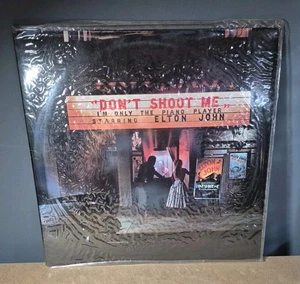 "DON'T SHOOT ME„
I'M ONLY THE PIANO PLAYER
STARRING ELTON JOHN